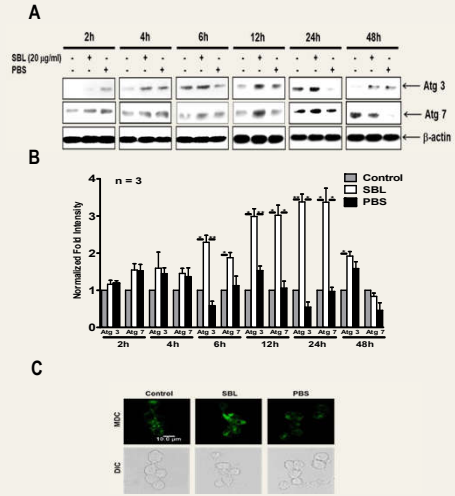 A
2h 4h 6h 12h 24h 48h
SBL (20 µg/ml) - + - - + - - + - - + - - + - - + -
PBS - - + - - + - - + - - + - - + - - +
Atg 3
Atg 7
β-actin
B
n = 3
Control
SBL
PBS
Normalized Fold Intensity
4
3
2
1
0
Atg 3 Atg 7 Atg 3 Atg 7 Atg 3 Atg 7 Atg 3 Atg 7 Atg 3 Atg 7 Atg 3 Atg 7
2h 4h 6h 12h 24h 48h
C
Control SBL PBS
MDC
10.0 µm
DIC